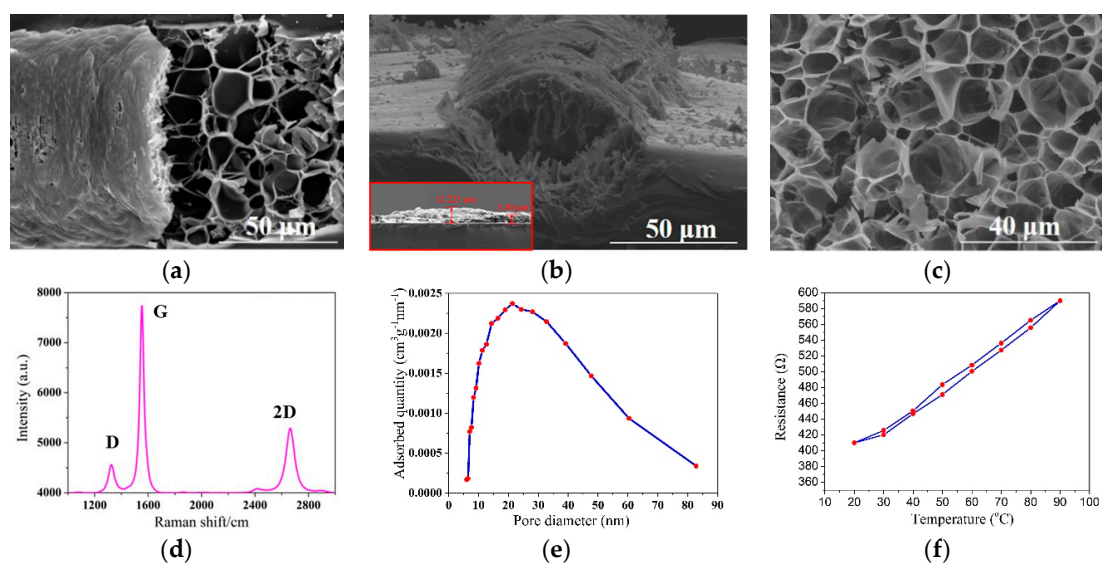 50 µm
50 µm
40 µm
(a)
(b)
(c)
8000
7000
6000
5000
4000
Intensity (a.u.)
D
G
2D
1200 1600 2000 2400 2800
Raman shift/cm
(d)
0.0025
0.0020
0.0015
0.0010
0.0005
0.0000
Adsorbed quantity (cm³g⁻¹nm⁻¹)
0 10 20 30 40 50 60 70 80 90
Pore diameter (nm)
(e)
600
580
560
540
520
500
480
460
440
420
400
380
360
Resistance (Ω)
10 20 30 40 50 60 70 80 90 100
Temperature (°C)
(f)